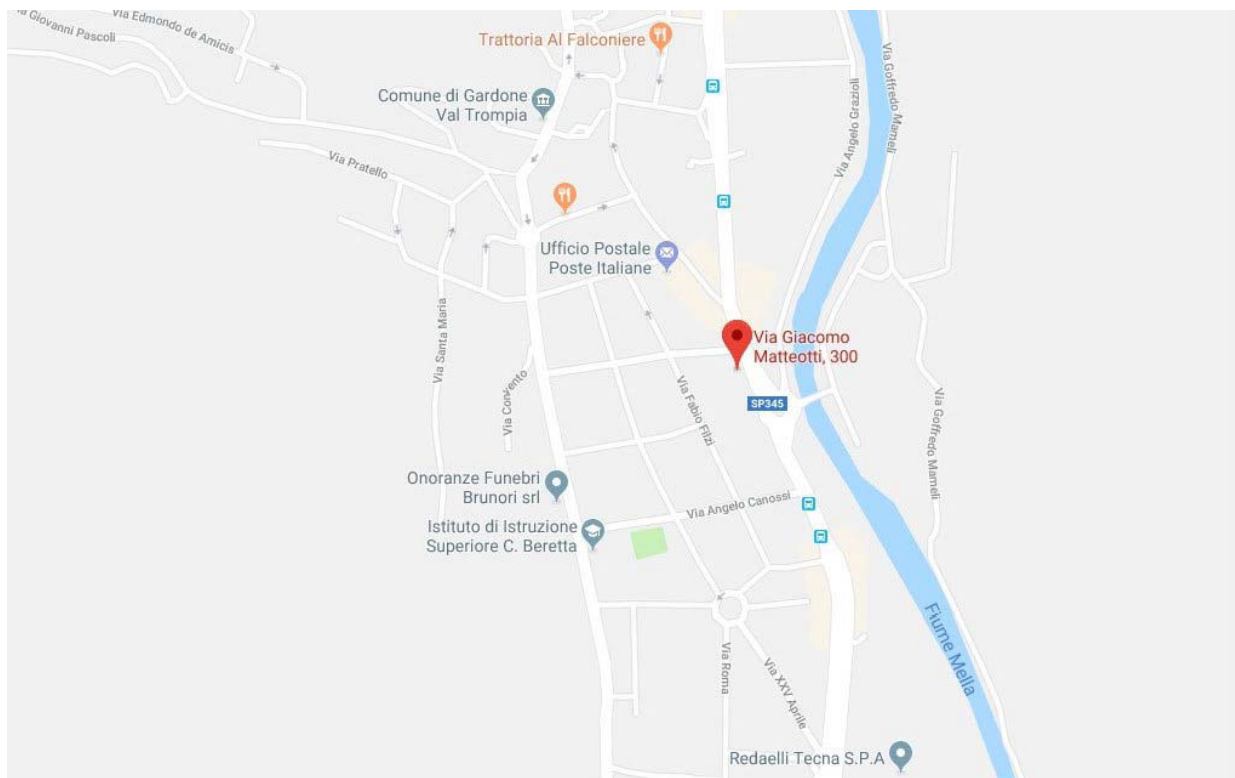 Via Edmondo de Amicis
Via Giovanni Pascoli
Trattoria Al Falconiere
Comune di Gardone
Val Trompia
Via Goffredo Mameli
Via Angelo Grazioli
Via Pratello
Ufficio Postale
Poste Italiane
Via Santa Maria
Via Giacomo
Matteotti, 300
Via Convento
Via Fabio Filzi
SP345
Via Goffredo Mameli
Onoranze Funebri
Brunori srl
Via Angelo Canossi
Istituto di Istruzione
Superiore C. Beretta
Fiume Mella
Via Roma
Via XXV Aprile
Redaelli Tecna S.P.A